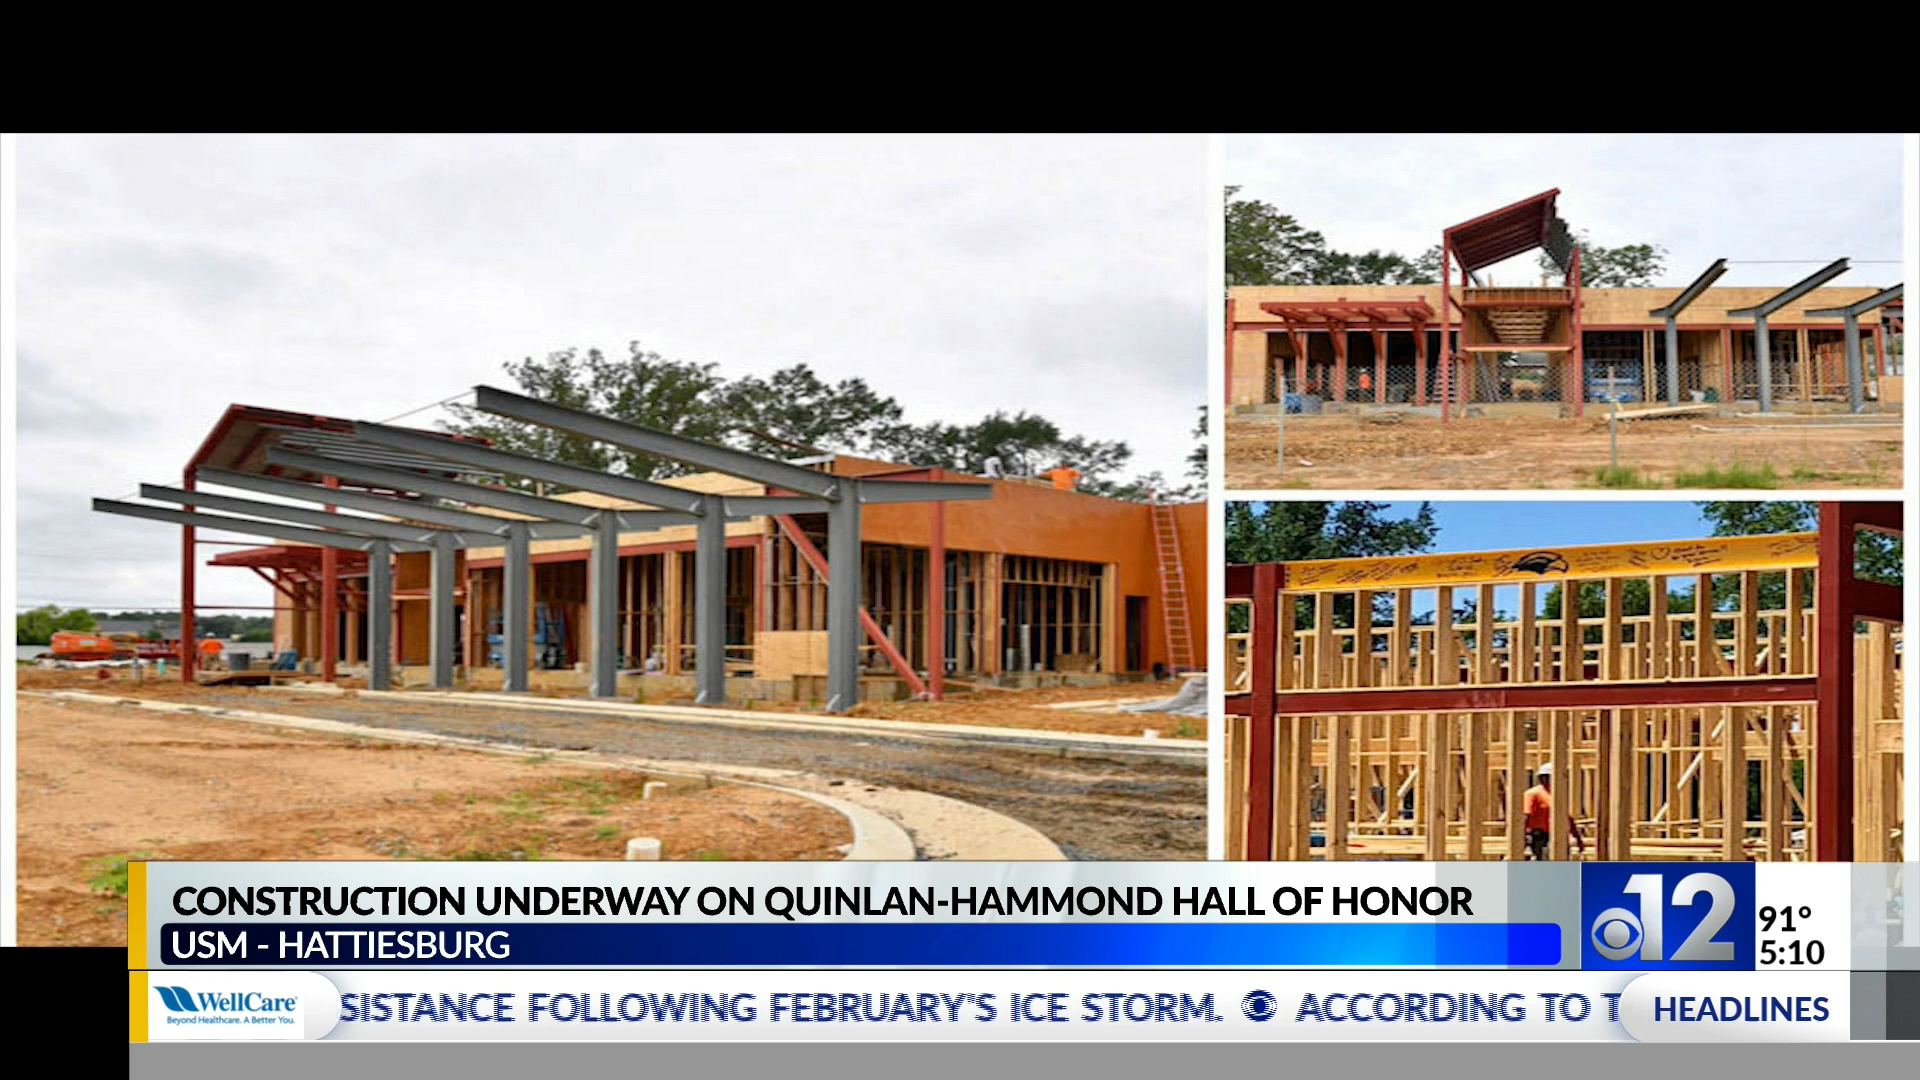 CONSTRUCTION UNDERWAY ON QUINLAN-HAMMOND HALL OF HONOR
USM - HATTIESBURG
12
91°
5:10
WellCare
Beyond Healthcare. A Better You.
SISTANCE FOLLOWING FEBRUARY'S ICE STORM. ACCORDING TO T
HEADLINES